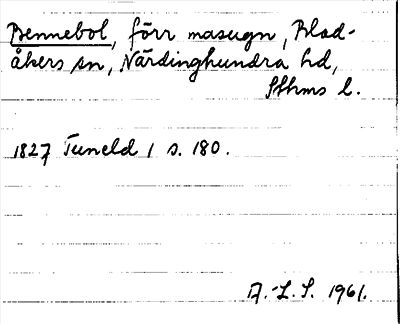 Bennebol, förr masugn, Blad-
åkers sn, Närdinghundra hd,
Sthms l.
1827 Tuneld 1 s. 180.
A.-L. S. 1961.